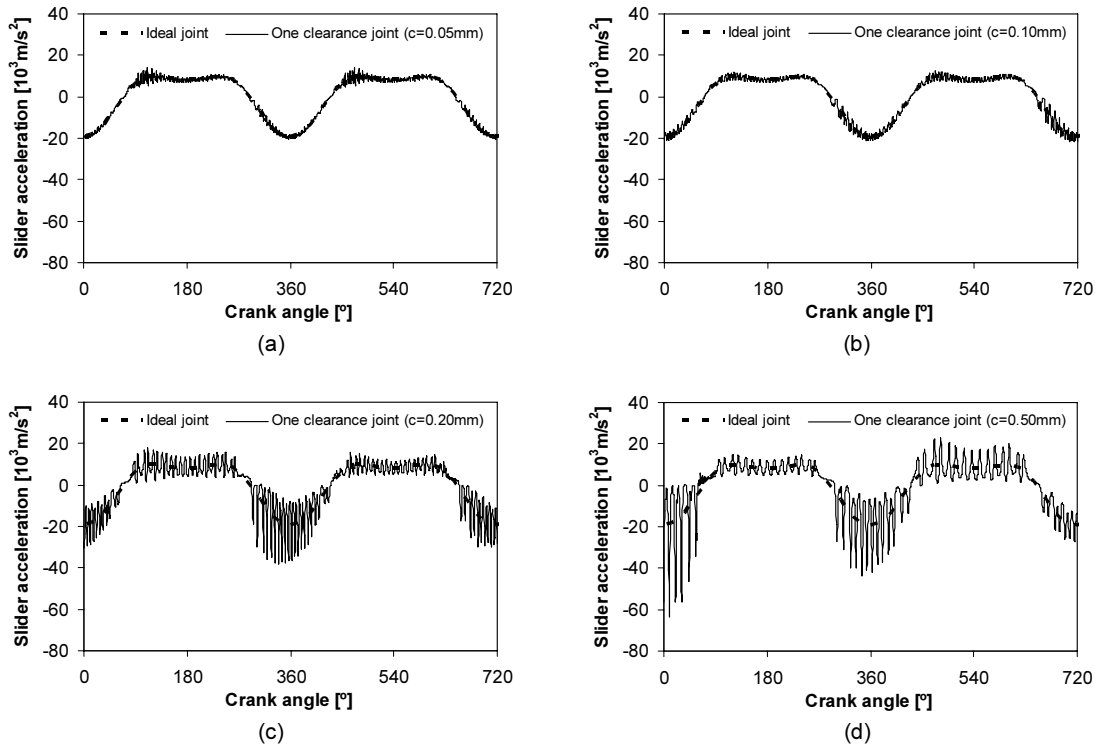 Slider acceleration [10³m/s²]
40
20
0
-20
-40
-60
-80
Ideal joint
One clearance joint (c=0.05mm)
0
180
360
540
720
Crank angle [º]
(a)
Slider acceleration [10³m/s²]
40
20
0
-20
-40
-60
-80
Ideal joint
One clearance joint (c=0.10mm)
0
180
360
540
720
Crank angle [º]
(b)
Slider acceleration [10³m/s²]
40
20
0
-20
-40
-60
-80
Ideal joint
One clearance joint (c=0.20mm)
0
180
360
540
720
Crank angle [º]
(c)
Slider acceleration [10³m/s²]
40
20
0
-20
-40
-60
-80
Ideal joint
One clearance joint (c=0.50mm)
0
180
360
540
720
Crank angle [º]
(d)